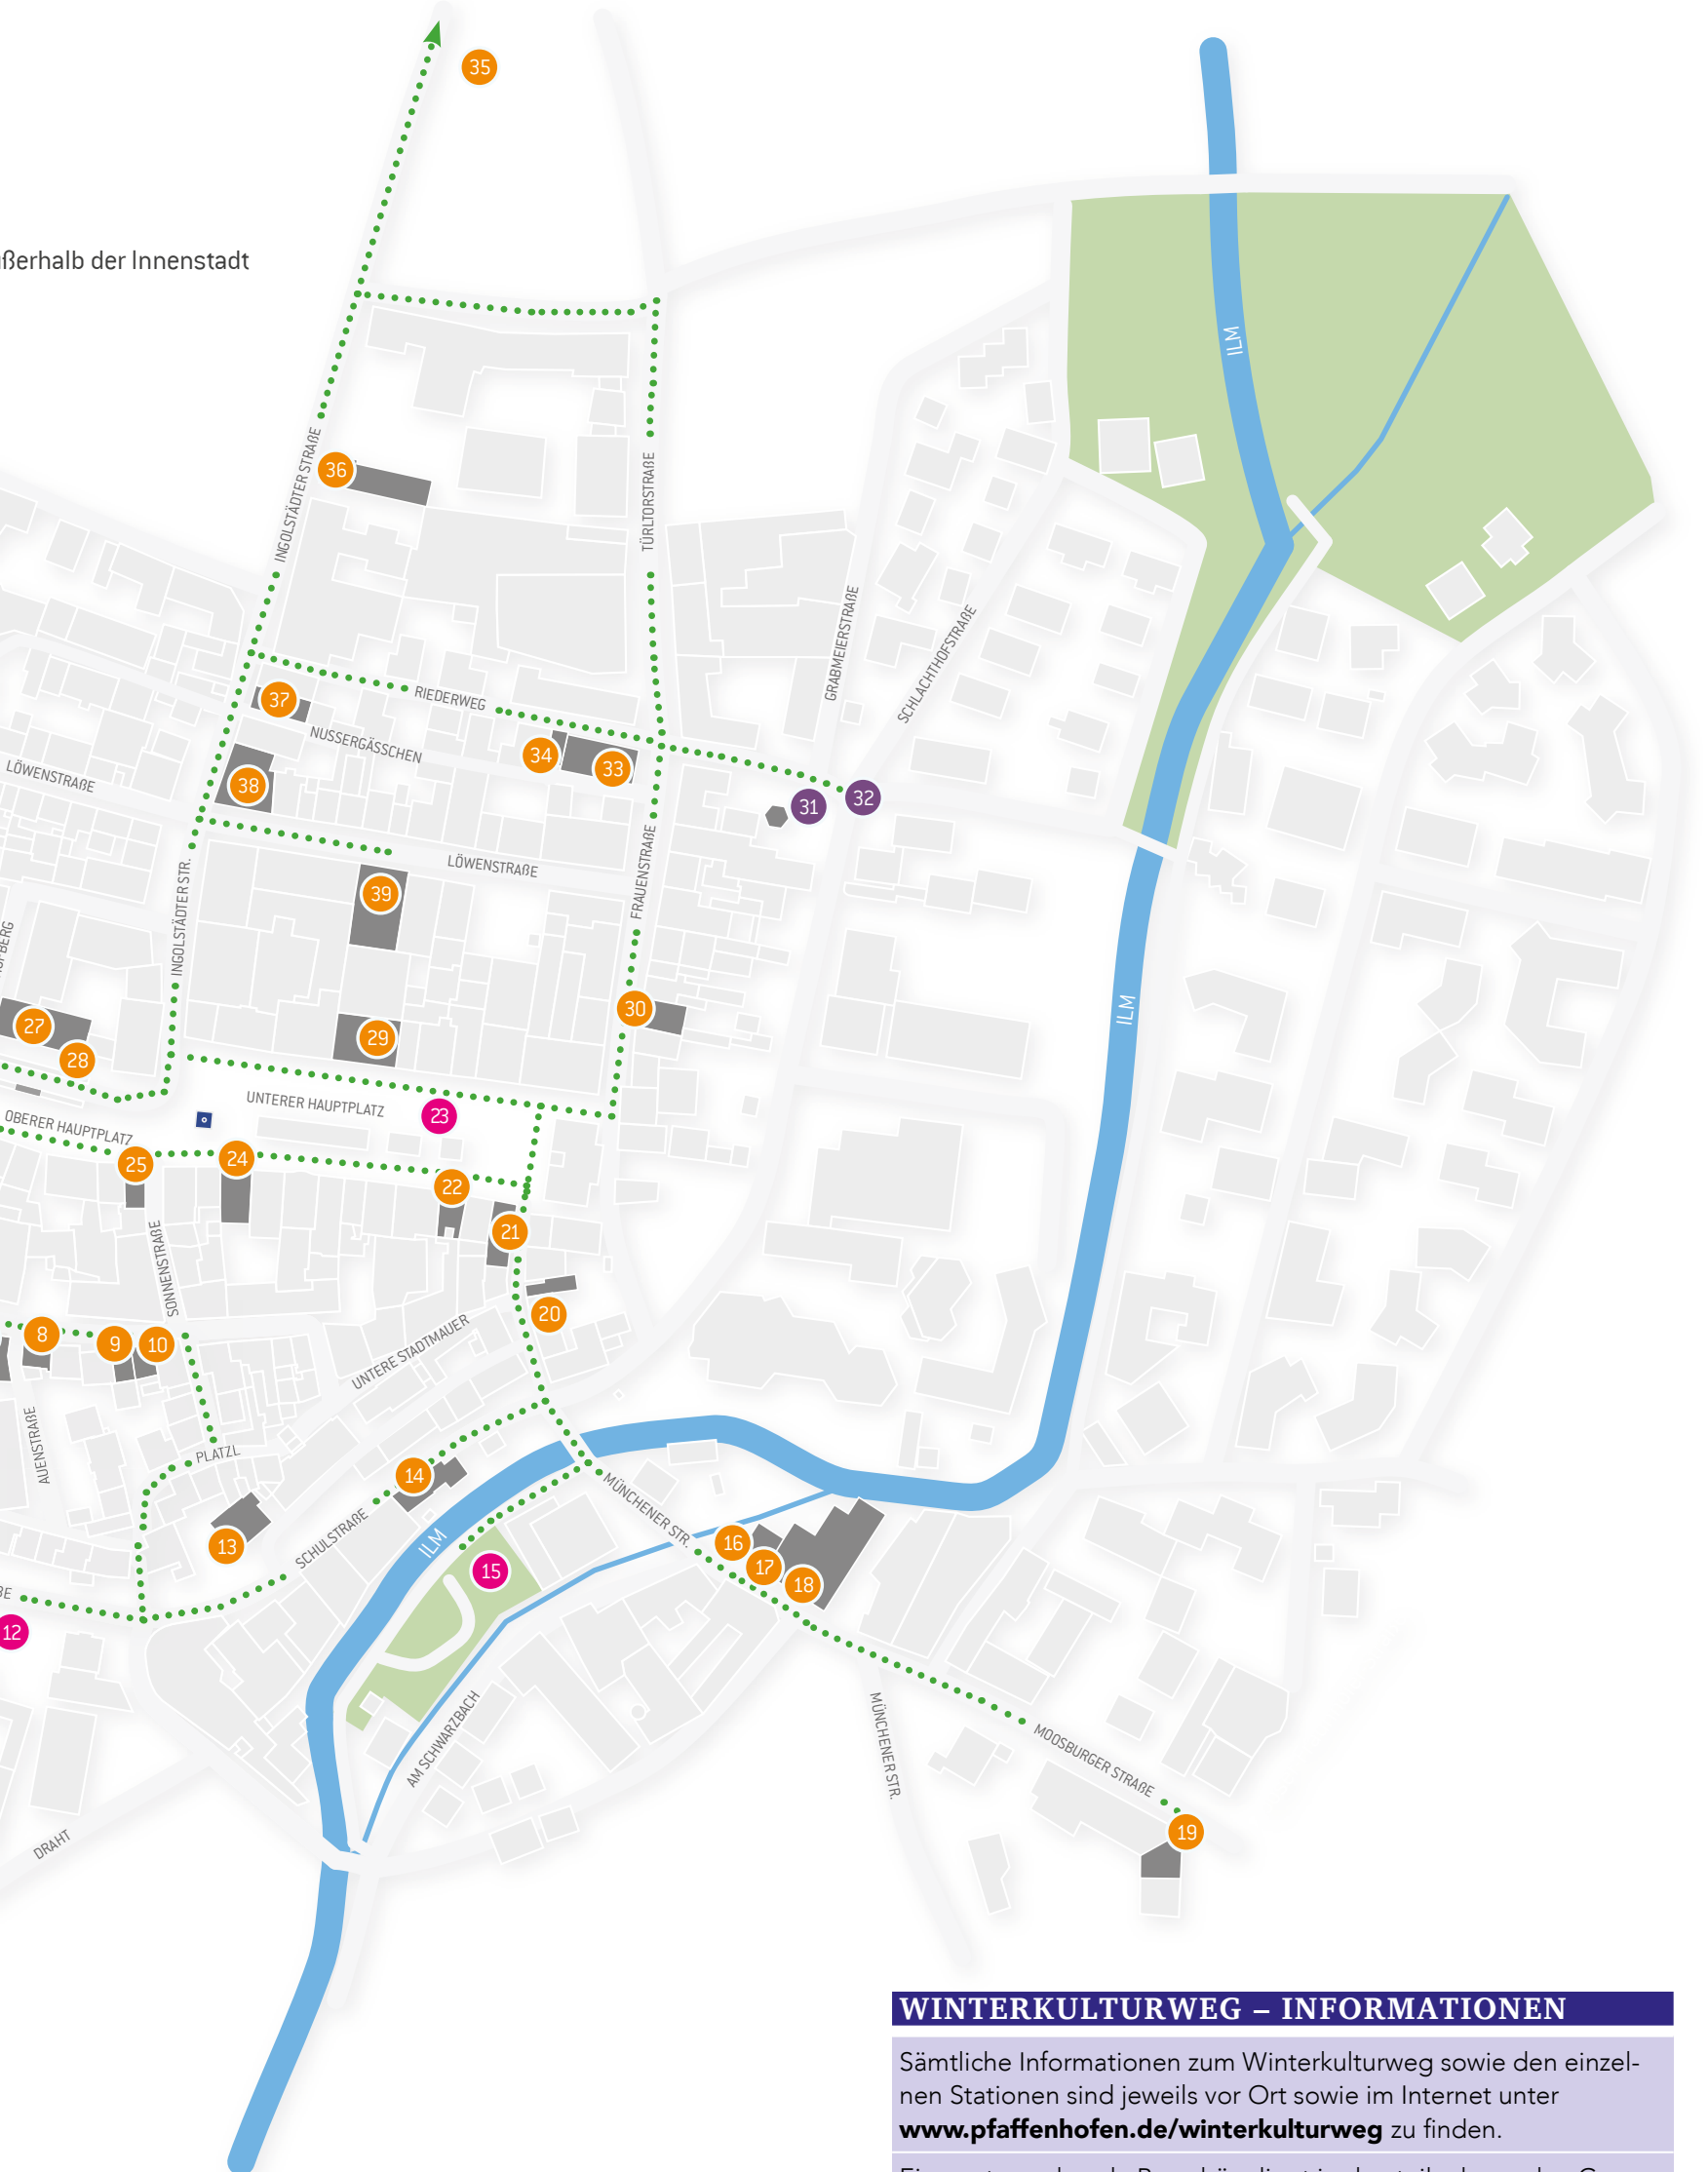 35
ßerhalb der Innenstadt
ILM
INGOLSTÄDTER STRAßE
36
TÜRLTORSTRAßE
GRABMEIERSTRAßE
SCHLACHTHOFSTRAßE
37
RIEDERWEG
NUSSERGÄSSCHEN
34
33
LÖWENSTRAßE
38
31
32
LÖWENSTRAßE
FRAUENSTRAßE
39
INGOLSTÄDTER STR.
ILM
27
28
29
30
UNTERER HAUPTPLATZ
23
OBERER HAUPTPLATZ
25
24
22
21
SONNENSTRAßE
20
8
9
10
UNTERE STADTMAUER
AUENSTRAßE
PLATZL
14
13
SCHULSTRAßE
ILM
MÜNCHENER STR.
15
16
17
18
12
AM SCHWARZBACH
MÜNCHENER STR.
MOOSBURGER STRAßE
19
DRAHT
WINTERKULTURWEG – INFORMATIONEN
Sämtliche Informationen zum Winterkulturweg sowie den einzel-
nen Stationen sind jeweils vor Ort sowie im Internet unter
www.pfaffenhofen.de/winterkulturweg zu finden.